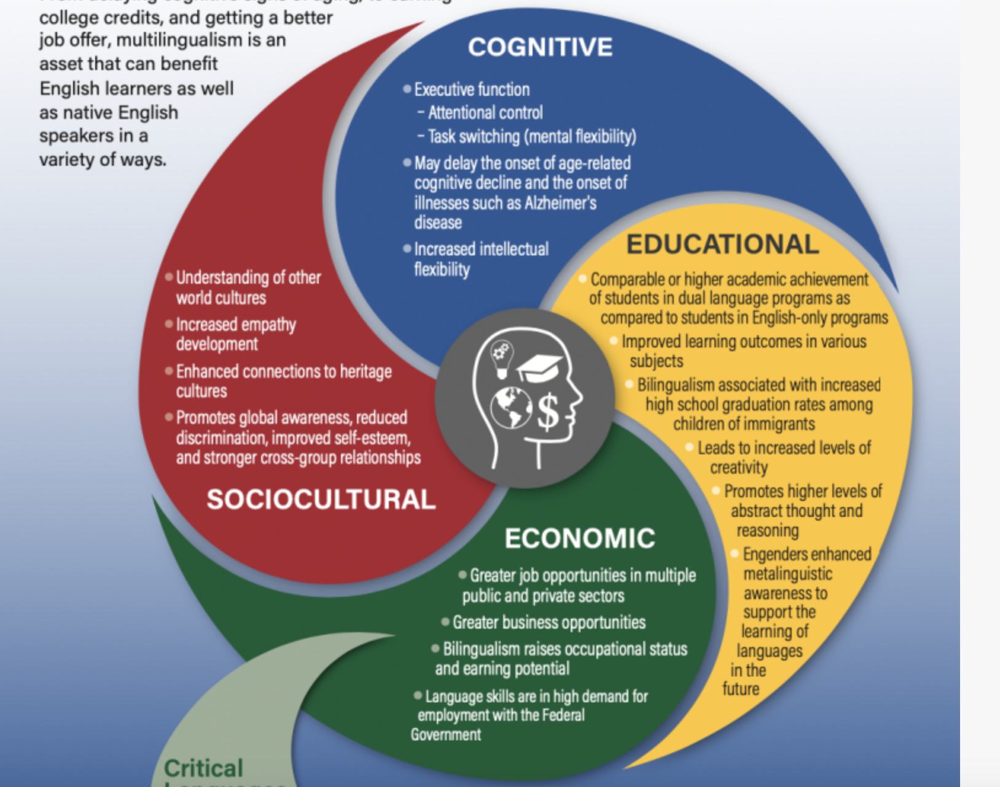 college credits, and getting a better
job offer, multilingualism is an
asset that can benefit
English learners as well
as native English
speakers in a
variety of ways.
COGNITIVE
• Executive function
– Attentional control
– Task switching (mental flexibility)
• May delay the onset of age-related
cognitive decline and the onset of
illnesses such as Alzheimer's
disease
• Increased intellectual
flexibility
EDUCATIONAL
• Comparable or higher academic achievement
of students in dual language programs as
compared to students in English-only programs
• Improved learning outcomes in various
subjects
• Bilingualism associated with increased
high school graduation rates among
children of immigrants
• Leads to increased levels of
creativity
• Promotes higher levels of
abstract thought and
reasoning
• Engenders enhanced
metalinguistic
awareness to
support the
learning of
languages
in the
future
• Understanding of other
world cultures
• Increased empathy
development
• Enhanced connections to heritage
cultures
• Promotes global awareness, reduced
discrimination, improved self-esteem,
and stronger cross-group relationships
SOCIOCULTURAL
$
ECONOMIC
• Greater job opportunities in multiple
public and private sectors
• Greater business opportunities
• Bilingualism raises occupational status
and earning potential
• Language skills are in high demand for
employment with the Federal
Government
Critical